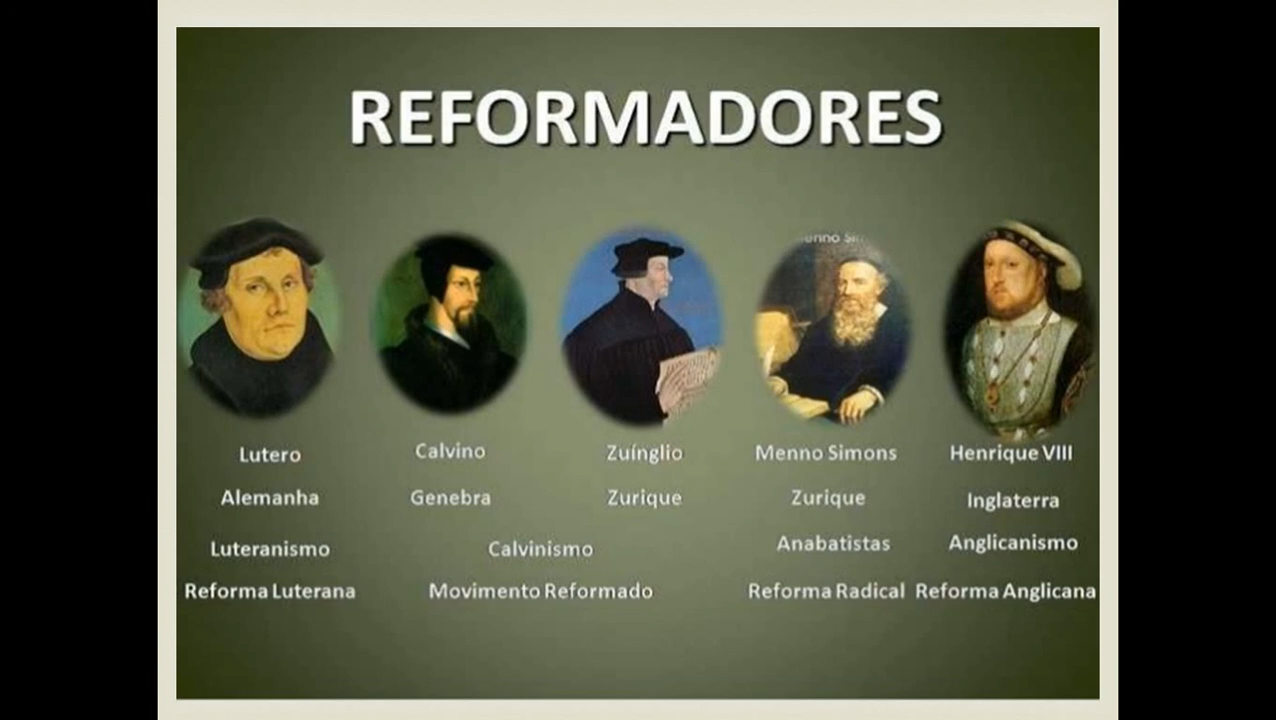 REFORMADORES
Lutero Calvino Zuínglio Menno Simons Henrique VIII
Alemanha Genebra Zurique Zurique Inglaterra
Luteranismo Calvinismo Anabatistas Anglicanismo
Reforma Luterana Movimento Reformado Reforma Radical Reforma Anglicana